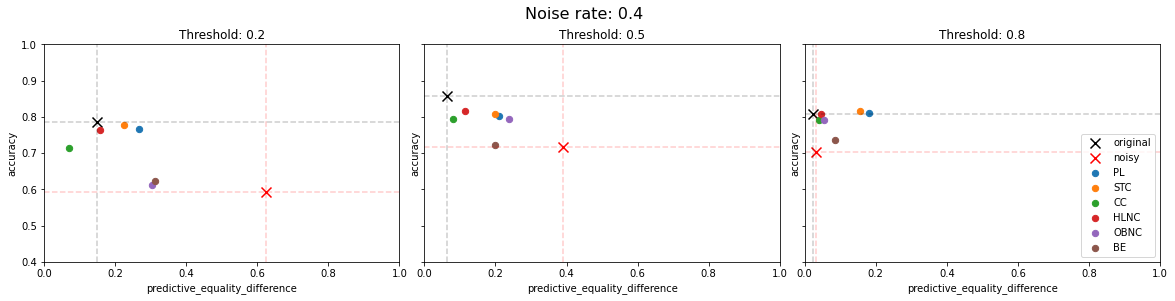 Noise rate: 0.4
Threshold: 0.2
1.0
0.9
0.8
0.7
0.6
0.5
0.4
accuracy
0.0 0.2 0.4 0.6 0.8 1.0
predictive_equality_difference
Threshold: 0.5
accuracy
0.0 0.2 0.4 0.6 0.8 1.0
predictive_equality_difference
Threshold: 0.8
accuracy
0.0 0.2 0.4 0.6 0.8 1.0
predictive_equality_difference
original
noisy
PL
STC
CC
HLNC
OBNC
BE